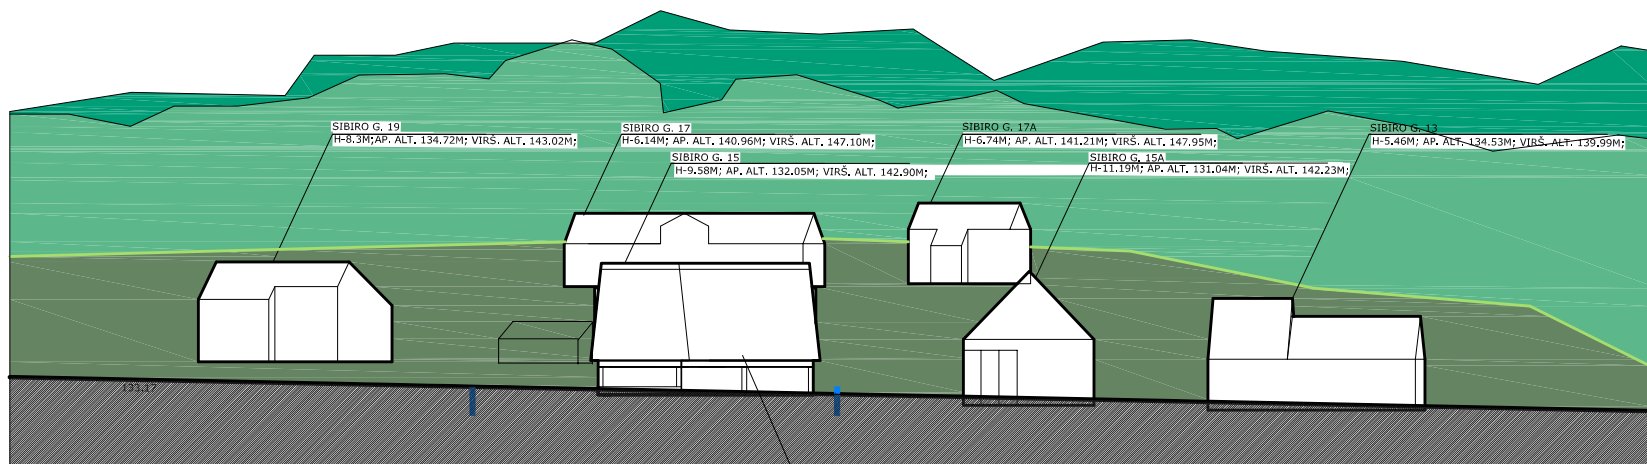 SIBIRO G. 19
H-8.3M; AP. ALT. 134.72M; VIRŠ. ALT. 143.02M;
SIBIRO G. 17
H-6.14M; AP. ALT. 140.96M; VIRŠ. ALT. 147.10M;
SIBIRO G. 15
H-9.58M; AP. ALT. 132.05M; VIRŠ. ALT. 142.90M;
SIBIRO G. 17A
H-6.74M; AP. ALT. 141.21M; VIRŠ. ALT. 147.95M;
SIBIRO G. 15A
H-11.19M; AP. ALT. 131.04M; VIRŠ. ALT. 142.23M;
SIBIRO G. 13
H-5.46M; AP. ALT. 134.53M; VIRŠ. ALT. 139.99M;
133.17